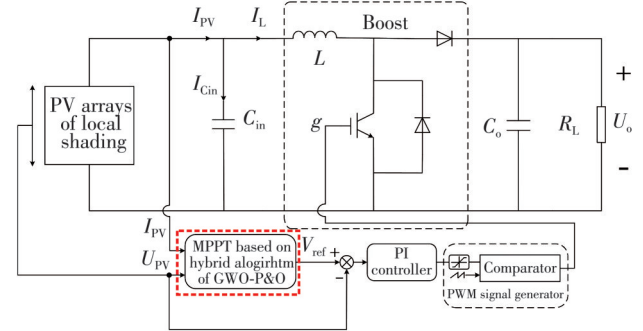 I_PV
I_L
Boost
L
I_Cin
PV arrays
of local
shading
C_in
g
C_o
R_L
+
U_o
-
I_PV
U_PV
MPPT based on
hybrid alogirhtm
of GWO-P&O
V_ref
+
-
PI
controller
Comparator
PWM signal generator